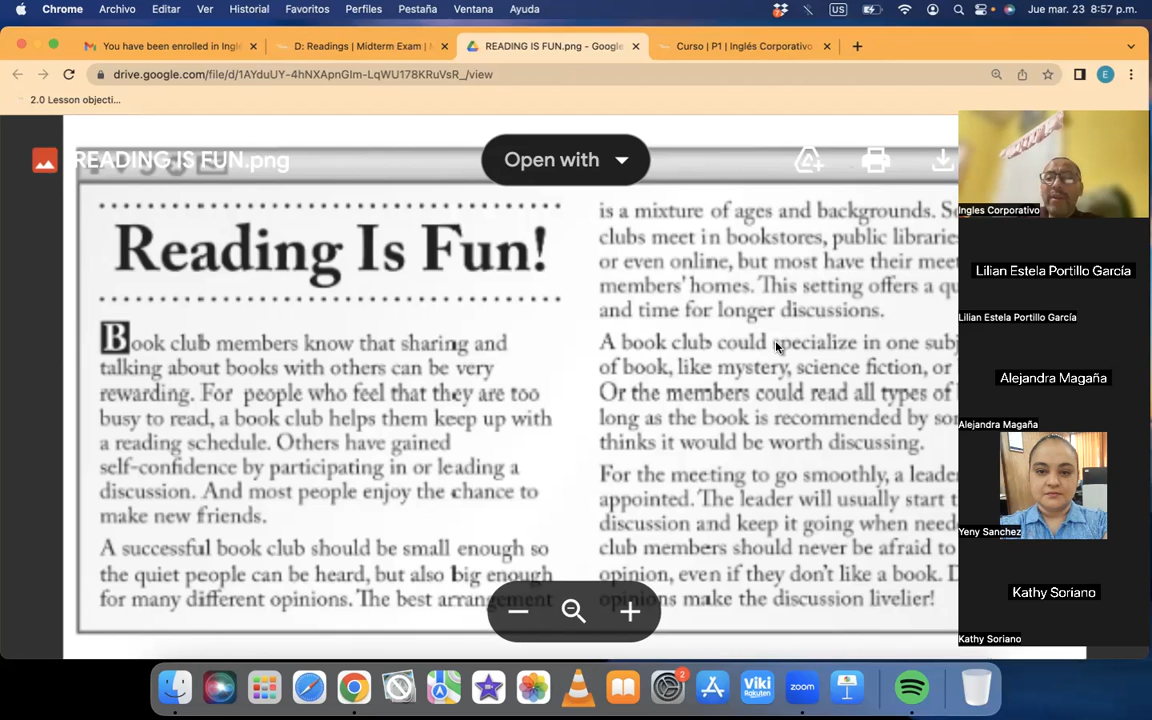 Chrome Archivo Editar Ver Historial Favoritos Perfiles Pestaña Ventana Ayuda US Jue mar. 23 8:57 p.m.
You have been enrolled in Inglé
D: Readings | Midterm Exam |
READING IS FUN.png - Google
Curso | P1 | Inglés Corporativo
drive.google.com/file/d/1AYduUY-4hNXApnGIm-LqWU178KRuVsR_/view
E
2.0 Lesson objecti...
READING IS FUN.png
Open with
Reading Is Fun!
Book club members know that sharing and
talking about books with others can be very
rewarding. For people who feel that they are too
busy to read, a book club helps them keep up with
a reading schedule. Others have gained
self-confidence by participating in or leading a
discussion. And most people enjoy the chance to
make new friends.
A successful book club should be small enough so
the quiet people can be heard, but also big enough
for many different opinions. The best arrangement
is a mixture of ages and backgrounds.
clubs meet in bookstores, public
or even online, but most have their
members' homes. This setting offers a
and time for longer discussions.
A book club could specialize in one
of book, like mystery, science fiction, or
Or the members could read all types of
long as the book is recommended by
thinks it would be worth discussing.
For the meeting to go smoothly, a
appointed. The leader will usually start
discussion and keep it going when
club members should never be afraid to
opinion, even if they don't like a book.
opinions make the discussion livelier!
Ingles Corporativo
Lilian Estela Portillo García
Lilian Estela Portillo García
Alejandra Magaña
Alejandra Magaña
Yeny Sanchez
Kathy Soriano
Kathy Soriano
2
Viki
Rakuten
zoom